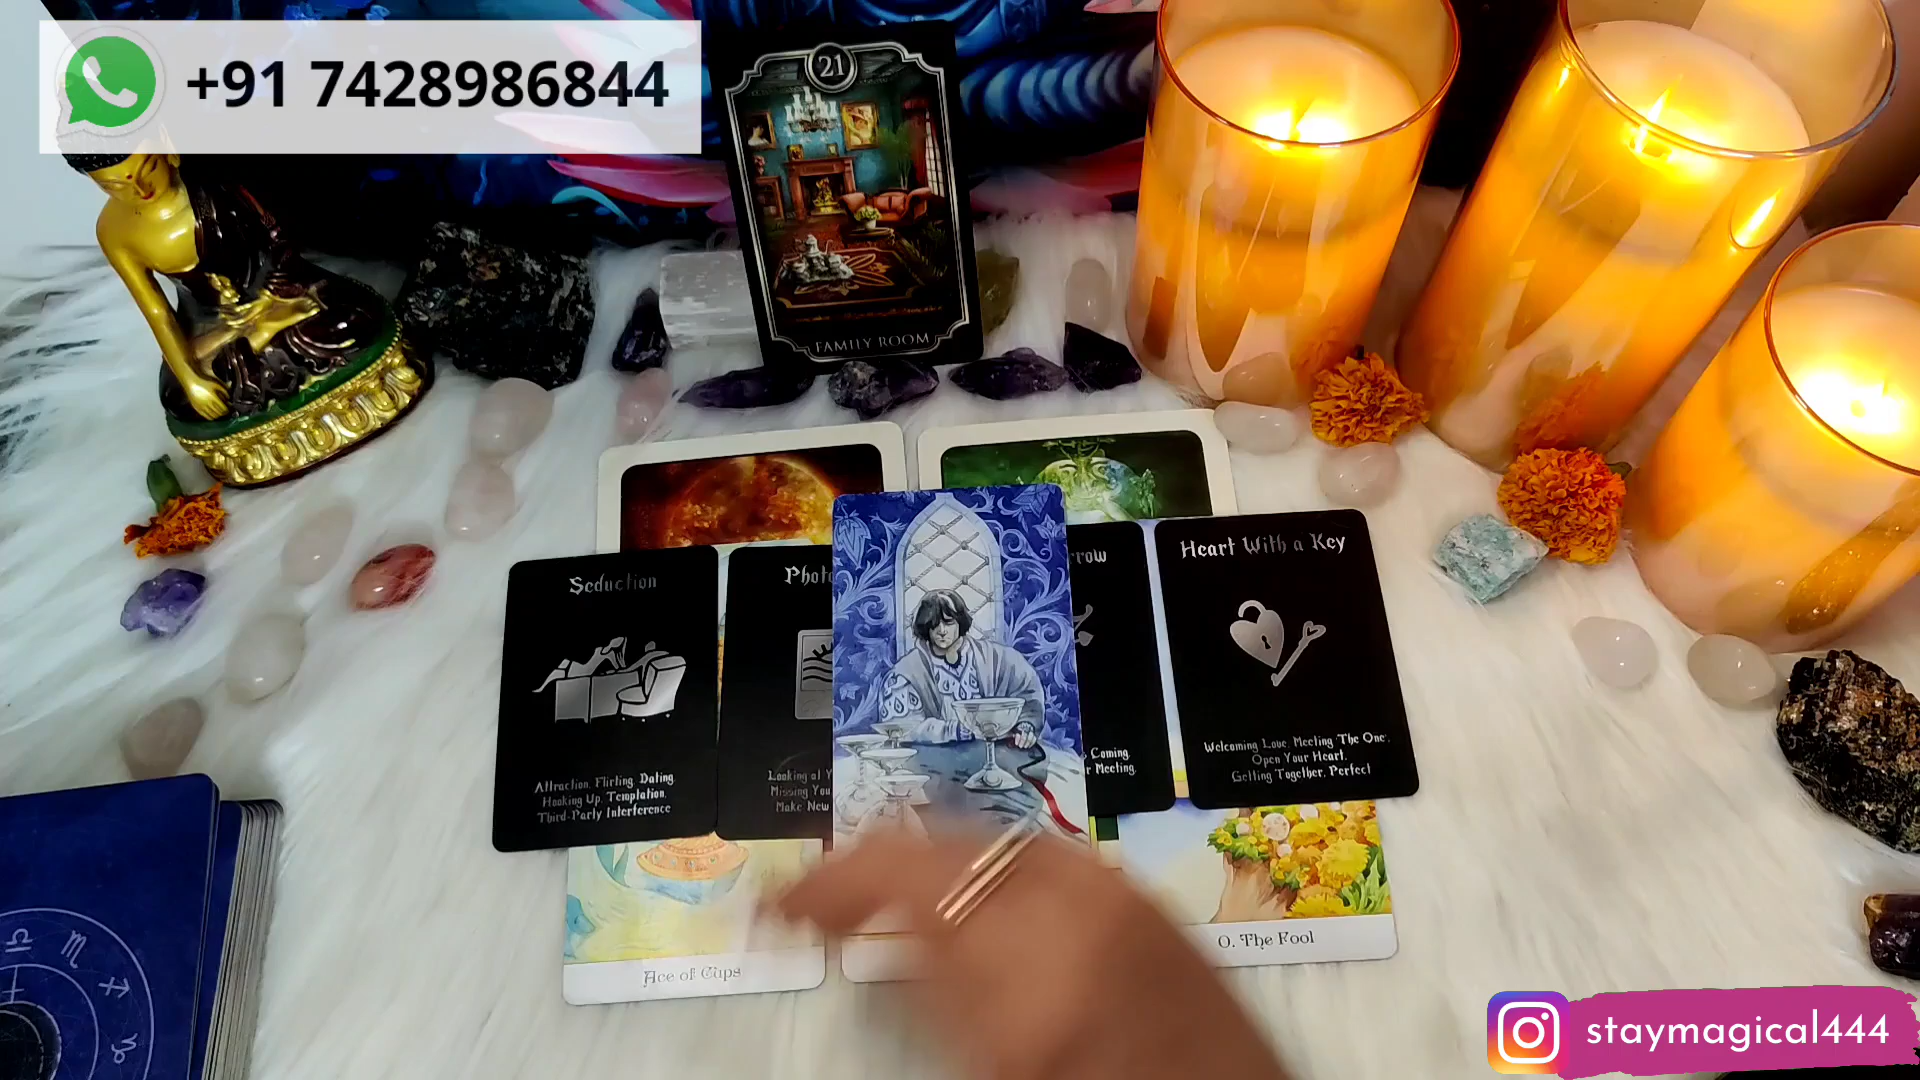 +91 7428986844
21
FAMILY ROOM
Seduction
Attraction, Flirting, Dating,
Hooking Up, Temptation,
Third-Party Interference
Looking at
Missing You
Make New
Coming,
Meeting,
Heart With a Key
Welcoming Love, Meeting 'The One',
Open Your Heart,
Getting Together, Perfect
Ace of Cups
0. The Fool
staymagical444